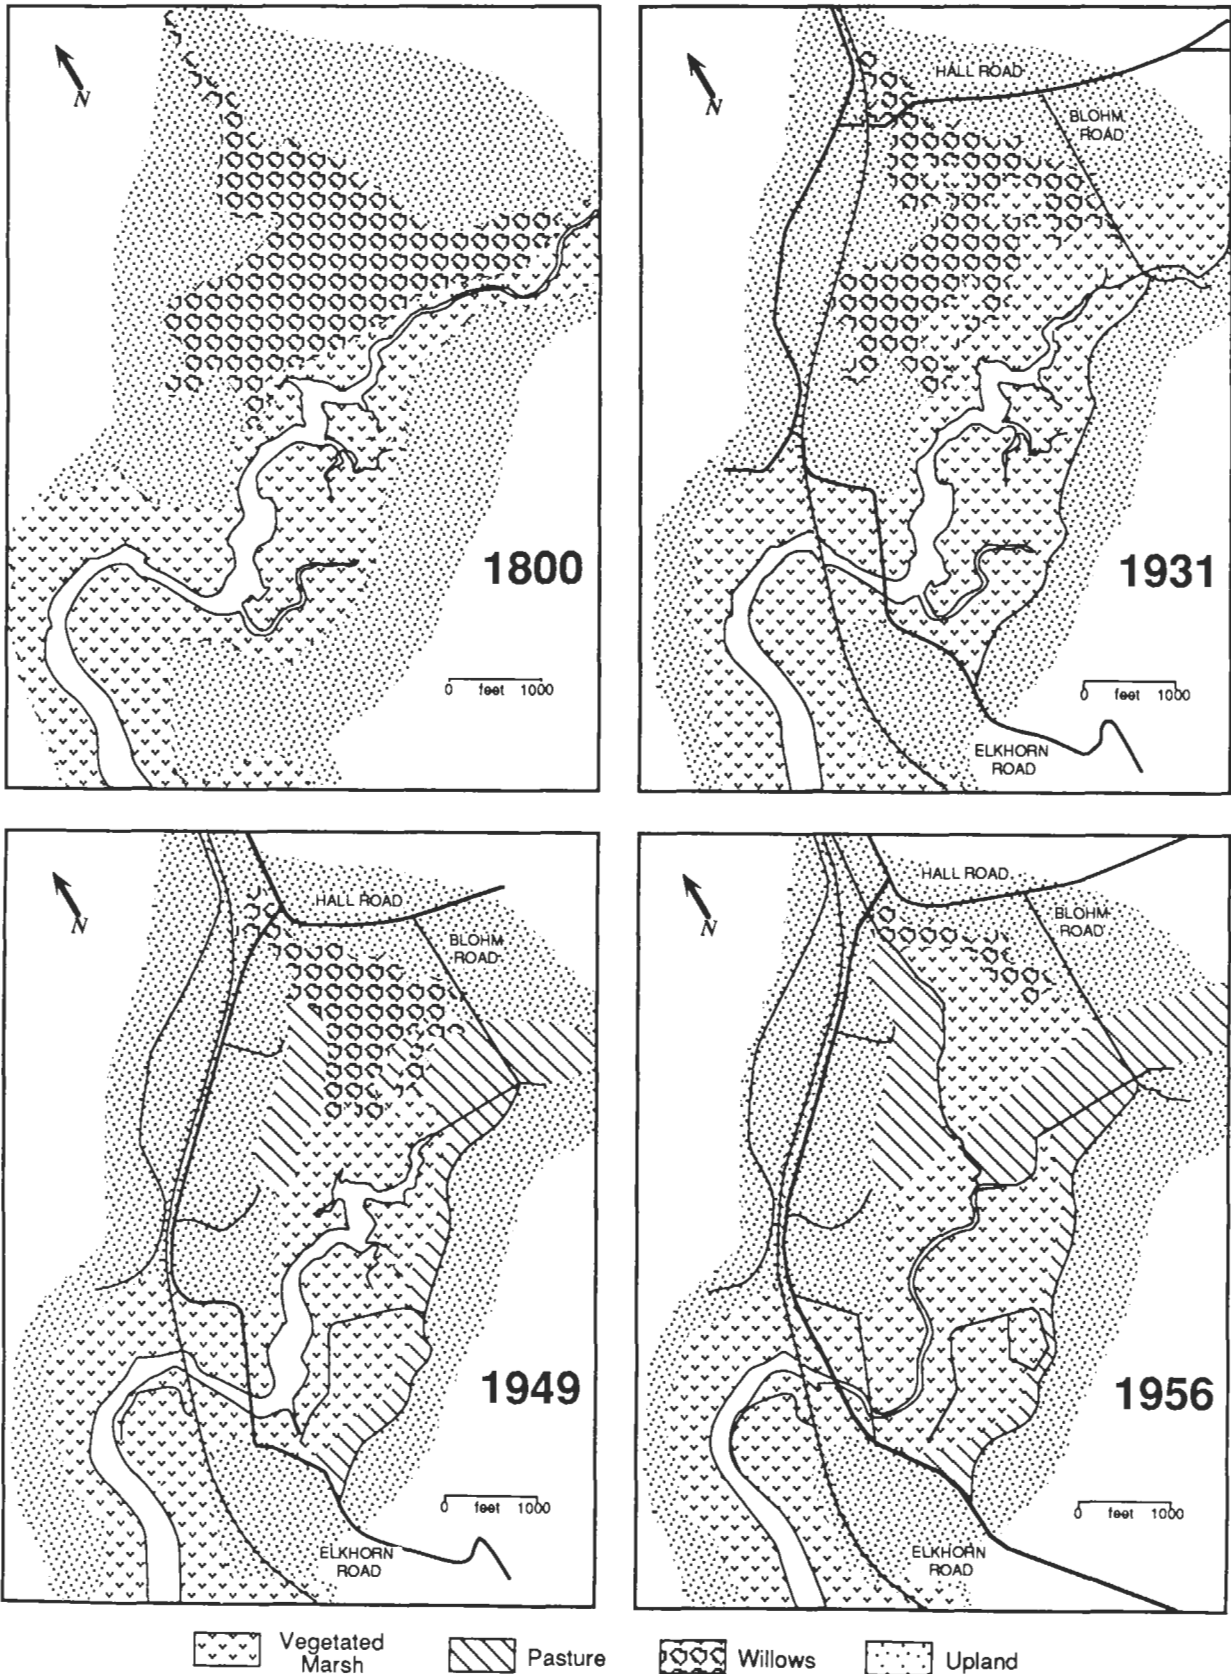 N
1800
0 feet 1000
HALL ROAD
BLOHM
ROAD
N
1931
0 feet 1000
ELKHORN
ROAD
HALL ROAD
BLOHM
ROAD
N
1949
0 feet 1000
ELKHORN
ROAD
HALL ROAD
BLOHM
ROAD
N
1956
0 feet 1000
ELKHORN
ROAD
Vegetated
Marsh
Pasture
Willows
Upland